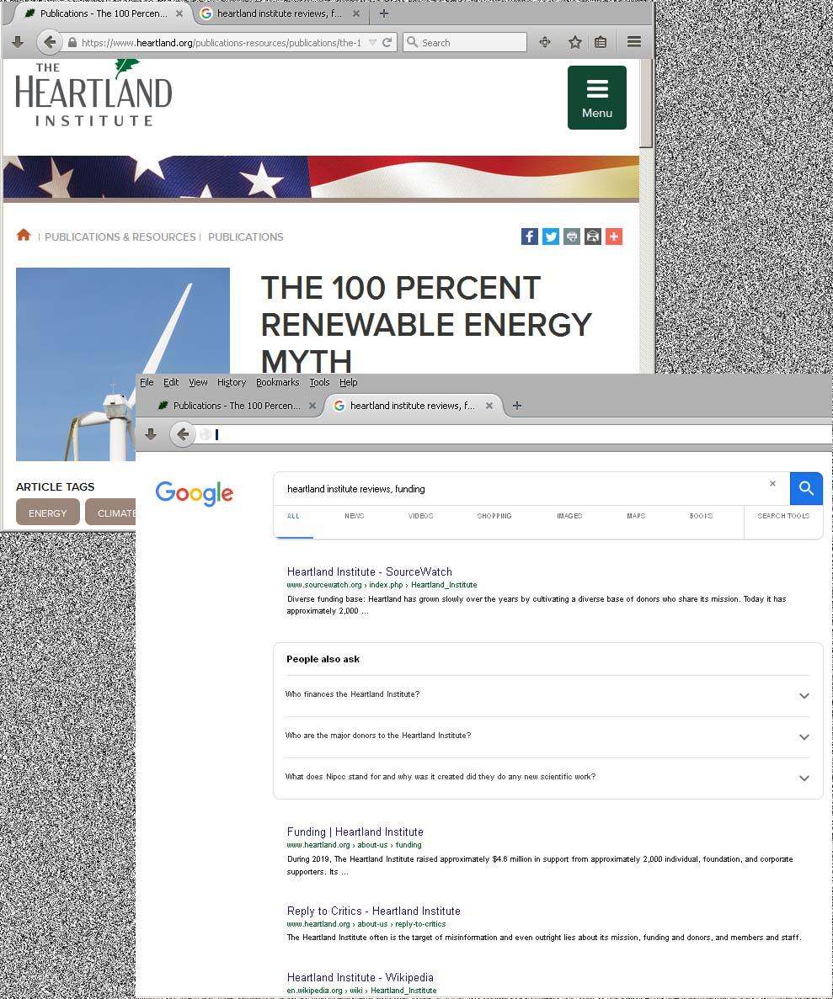 Publications - The 100 Percen... ×
heartland institute reviews, f... ×
https://www.heartland.org/publications-resources/publications/the-1
Search
THE
HEARTLAND
INSTITUTE
Menu
PUBLICATIONS & RESOURCES | PUBLICATIONS
THE 100 PERCENT
RENEWABLE ENERGY
MYTH
ARTICLE TAGS
ENERGY
CLIMATE
File Edit View History Bookmarks Tools Help
Publications - The 100 Percen... ×
heartland institute reviews, f... ×
Google
heartland institute reviews, funding ×
ALL NEWS VIDEOS SHOPPING IMAGES MAPS BOOKS SEARCH TOOLS
Heartland Institute - SourceWatch
www.sourcewatch.org › index.php › Heartland_Institute
Diverse funding base: Heartland has grown slowly over the years by cultivating a diverse base of donors who share its mission. Today it has
approximately 2,000 ...
People also ask
Who finances the Heartland Institute?
Who are the major donors to the Heartland Institute?
What does Nipcc stand for and why was it created did they do any new scientific work?
Funding | Heartland Institute
www.heartland.org › about-us › funding
During 2019, The Heartland Institute raised approximately $4.6 million in support from approximately 2,000 individual, foundation, and corporate
supporters. Its ...
Reply to Critics - Heartland Institute
www.heartland.org › about-us › reply-to-critics
The Heartland Institute often is the target of misinformation and even outright lies about its mission, funding and donors, and members and staff.
Heartland Institute - Wikipedia
en.wikipedia.org › wiki › Heartland_Institute